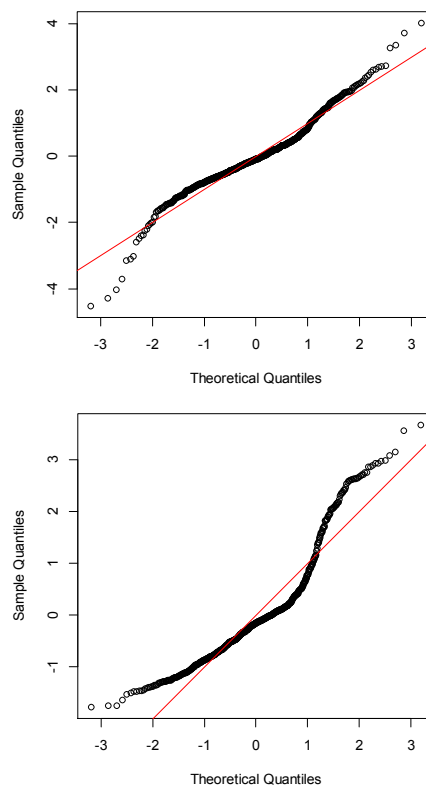 4
2
0
-2
-4
Sample Quantiles
-3 -2 -1 0 1 2 3
Theoretical Quantiles
3
2
1
0
-1
Sample Quantiles
-3 -2 -1 0 1 2 3
Theoretical Quantiles